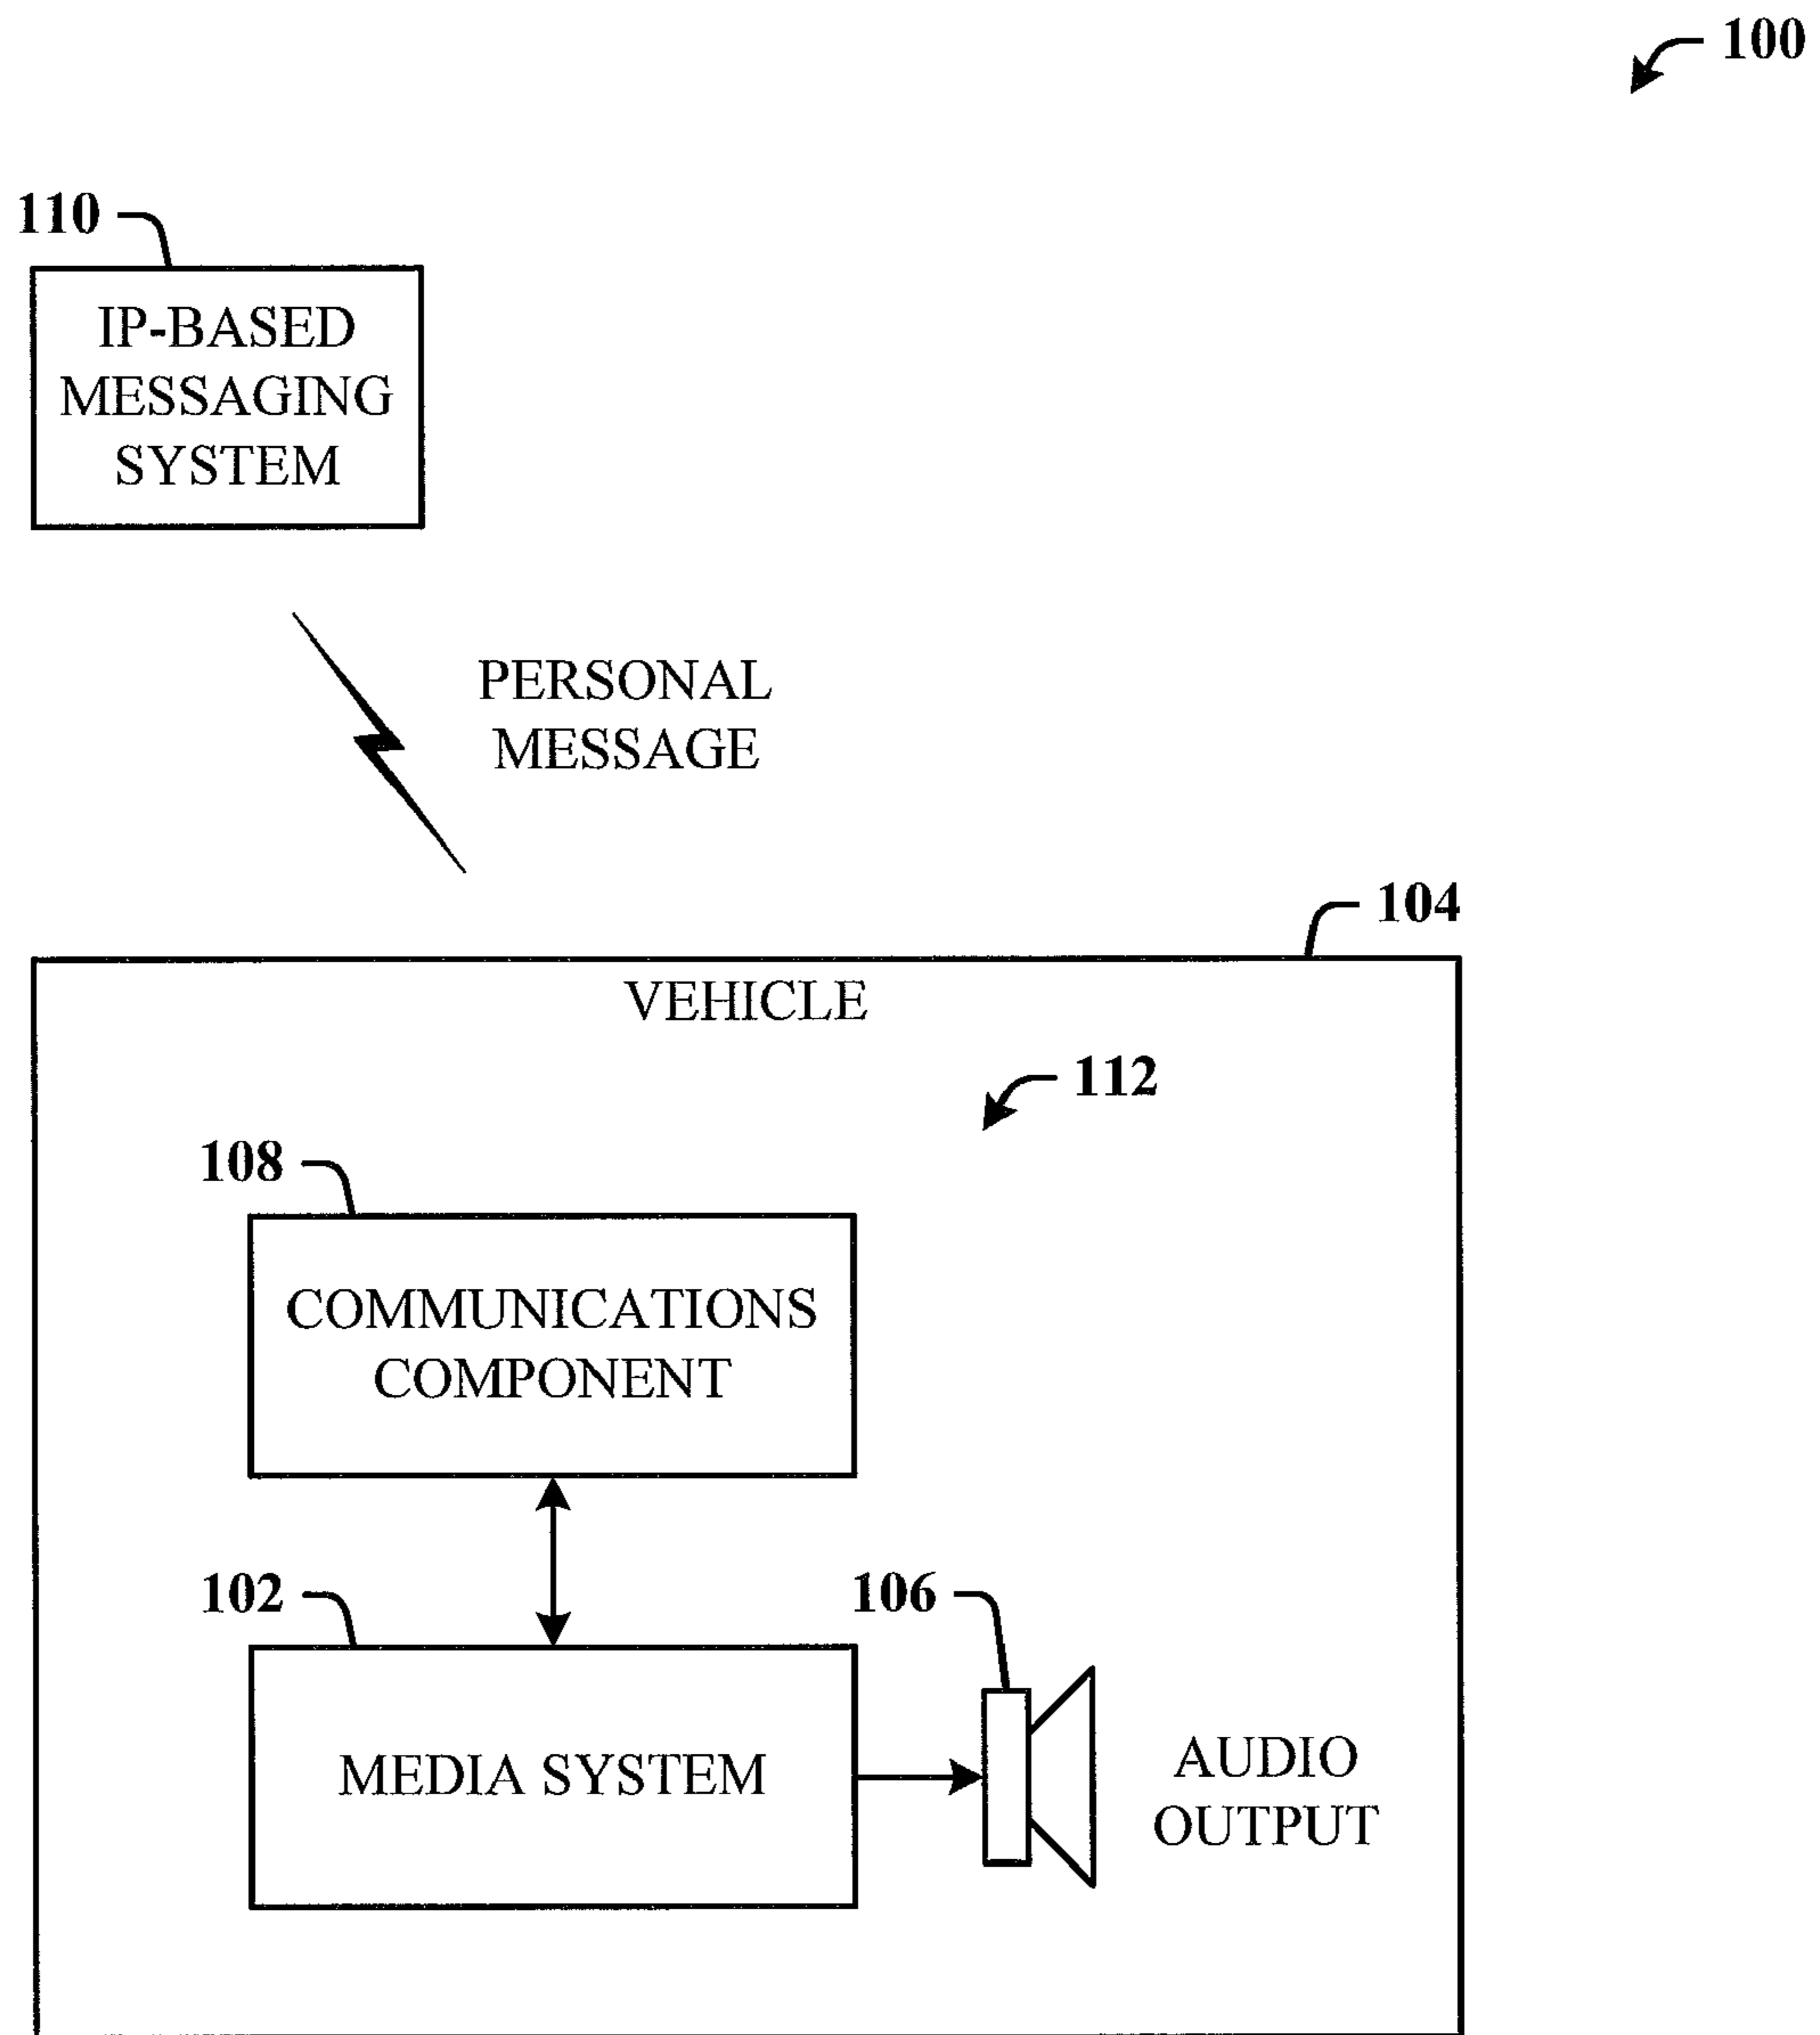 100
110
IP-BASED
MESSAGING
SYSTEM
PERSONAL
MESSAGE
104
VEHICLE
112
108
COMMUNICATIONS
COMPONENT
102
106
MEDIA SYSTEM
AUDIO
OUTPUT